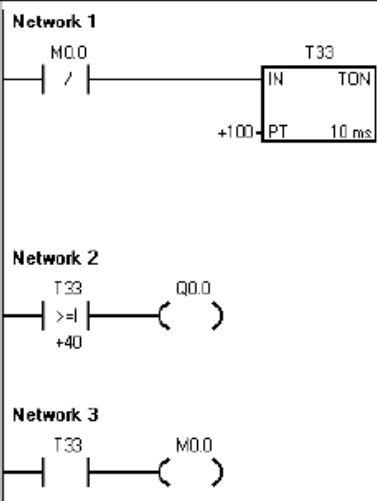 Network 1
M0.0
T33
/
IN TON
+100 PT 10 ms
Network 2
T33 Q0.0
>=I
+40
Network 3
T33 M0.0